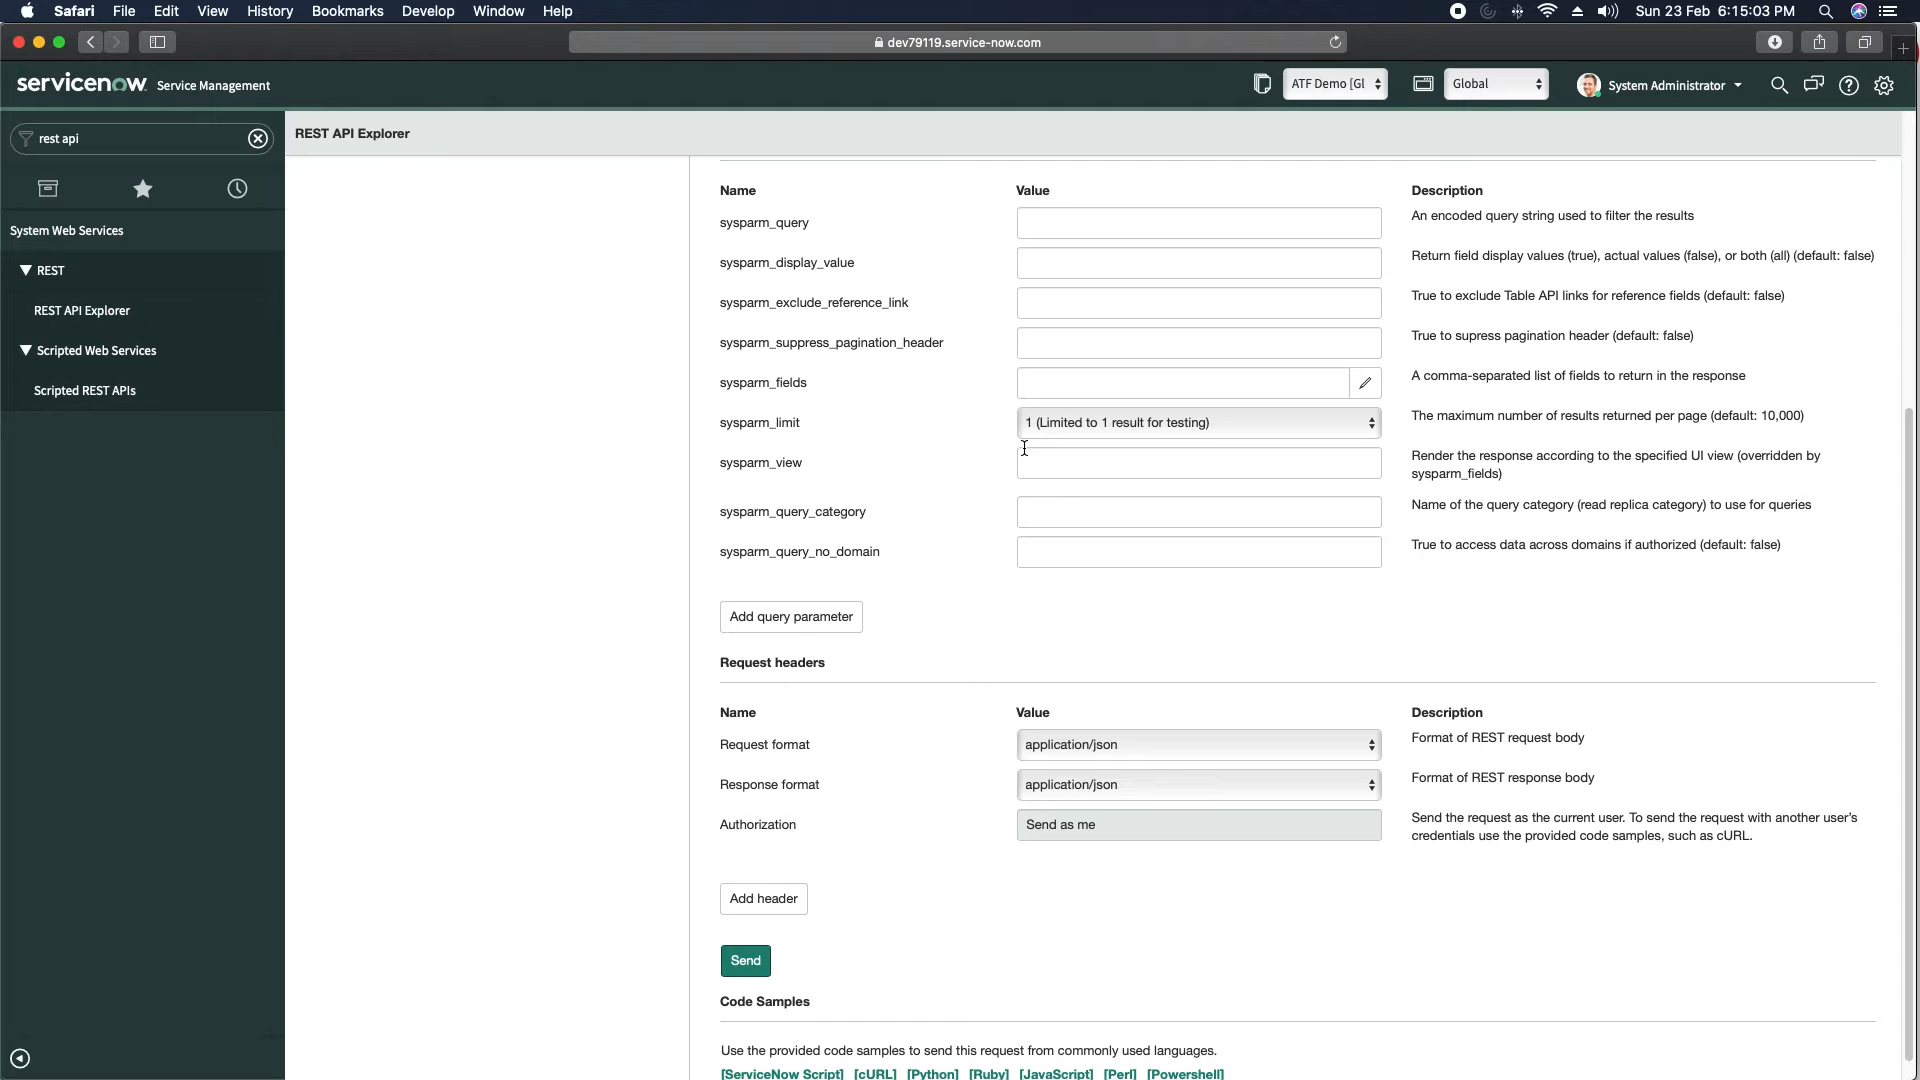 Safari File Edit View History Bookmarks Develop Window Help Sun 23 Feb 6:15:03 PM
dev79119.service-now.com
servicenow Service Management ATF Demo [Gl Global System Administrator
rest api
REST API Explorer
System Web Services
REST
REST API Explorer
Scripted Web Services
Scripted REST APIs
Name Value Description
sysparm_query An encoded query string used to filter the results
sysparm_display_value Return field display values (true), actual values (false), or both (all) (default: false)
sysparm_exclude_reference_link True to exclude Table API links for reference fields (default: false)
sysparm_suppress_pagination_header True to supress pagination header (default: false)
sysparm_fields A comma-separated list of fields to return in the response
sysparm_limit 1 (Limited to 1 result for testing) The maximum number of results returned per page (default: 10,000)
sysparm_view Render the response according to the specified UI view (overridden by
sysparm_fields)
sysparm_query_category Name of the query category (read replica category) to use for queries
sysparm_query_no_domain True to access data across domains if authorized (default: false)
Add query parameter
Request headers
Name Value Description
Request format application/json Format of REST request body
Response format application/json Format of REST response body
Authorization Send as me Send the request as the current user. To send the request with another user's
credentials use the provided code samples, such as cURL.
Add header
Send
Code Samples
Use the provided code samples to send this request from commonly used languages.
[ServiceNow Script] [cURL] [Python] [Ruby] [JavaScript] [Perl] [Powershell]